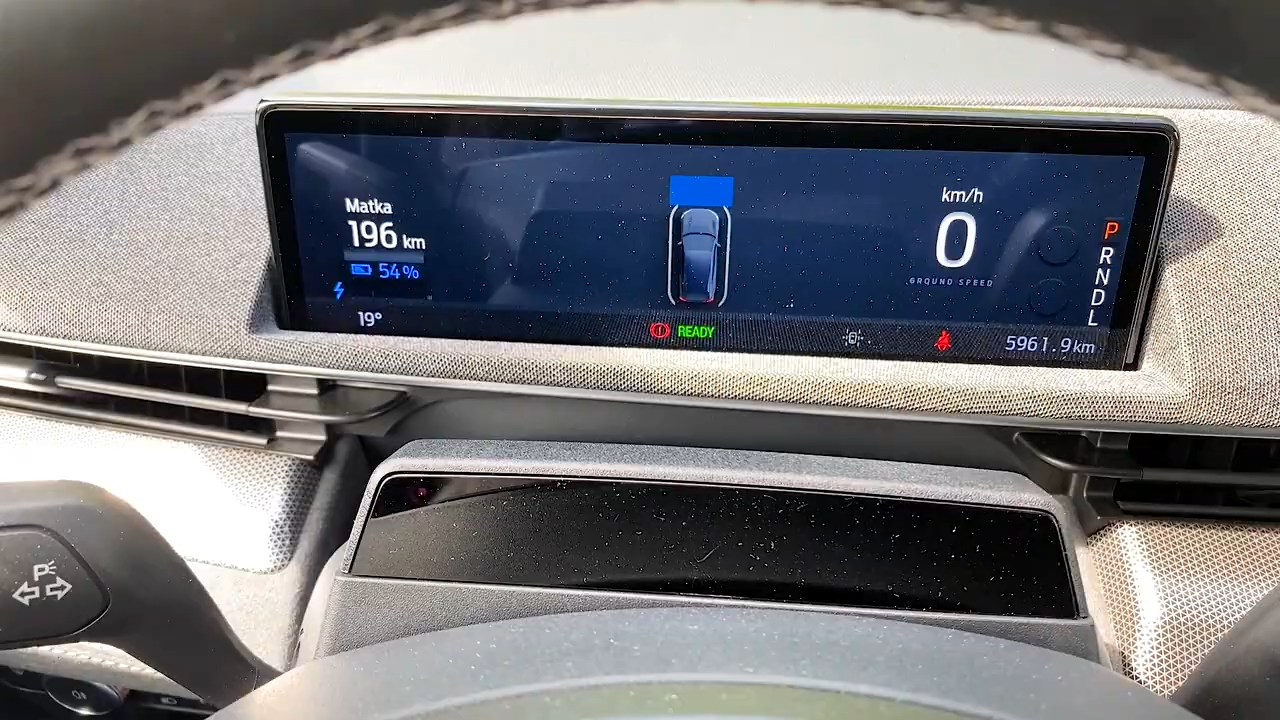 Matka
196 km
54%
19°
READY
km/h
0
GROUND SPEED
P
R
N
D
L
5961.9 km
P